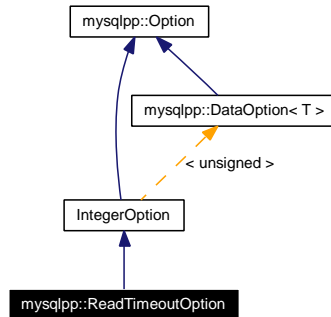 mysqlpp::Option
mysqlpp::DataOption< T >
< unsigned >
IntegerOption
mysqlpp::ReadTimeoutOption